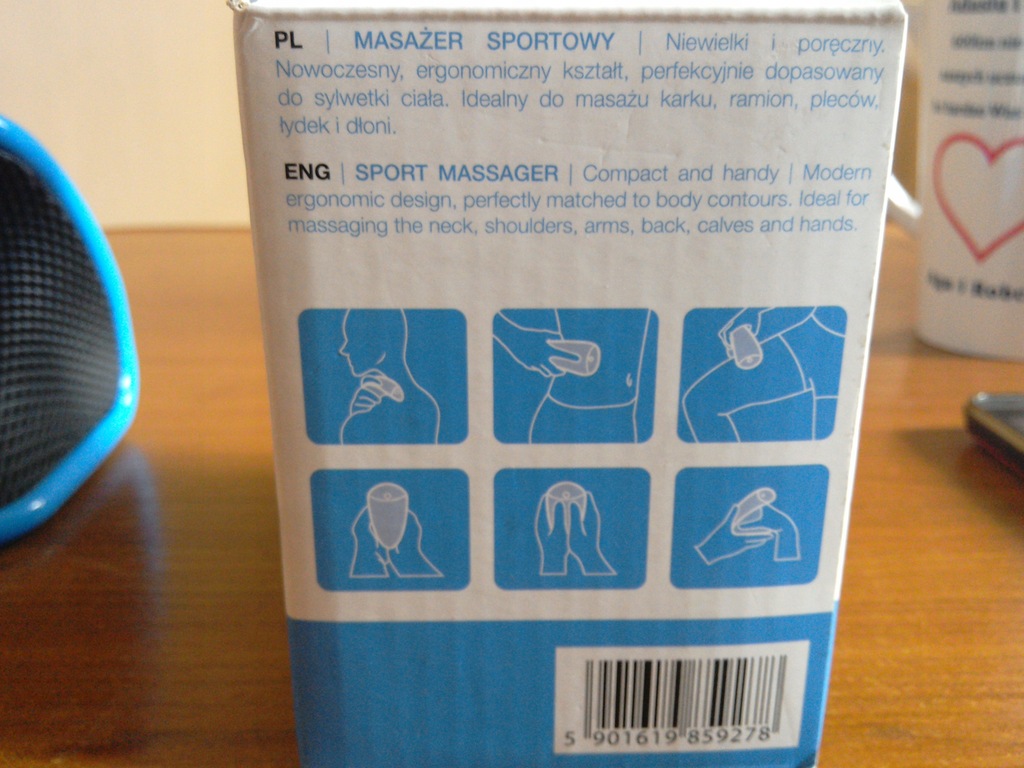 PL | MASAŻER SPORTOWY | Niewielki i poręczny.
Nowoczesny, ergonomiczny kształt, perfekcyjnie dopasowany
do sylwetki ciała. Idealny do masażu karku, ramion, pleców,
łydek i dłoni.
ENG | SPORT MASSAGER | Compact and handy | Modern
ergonomic design, perfectly matched to body contours. Ideal for
massaging the neck, shoulders, arms, back, calves and hands.
5 901619 859278